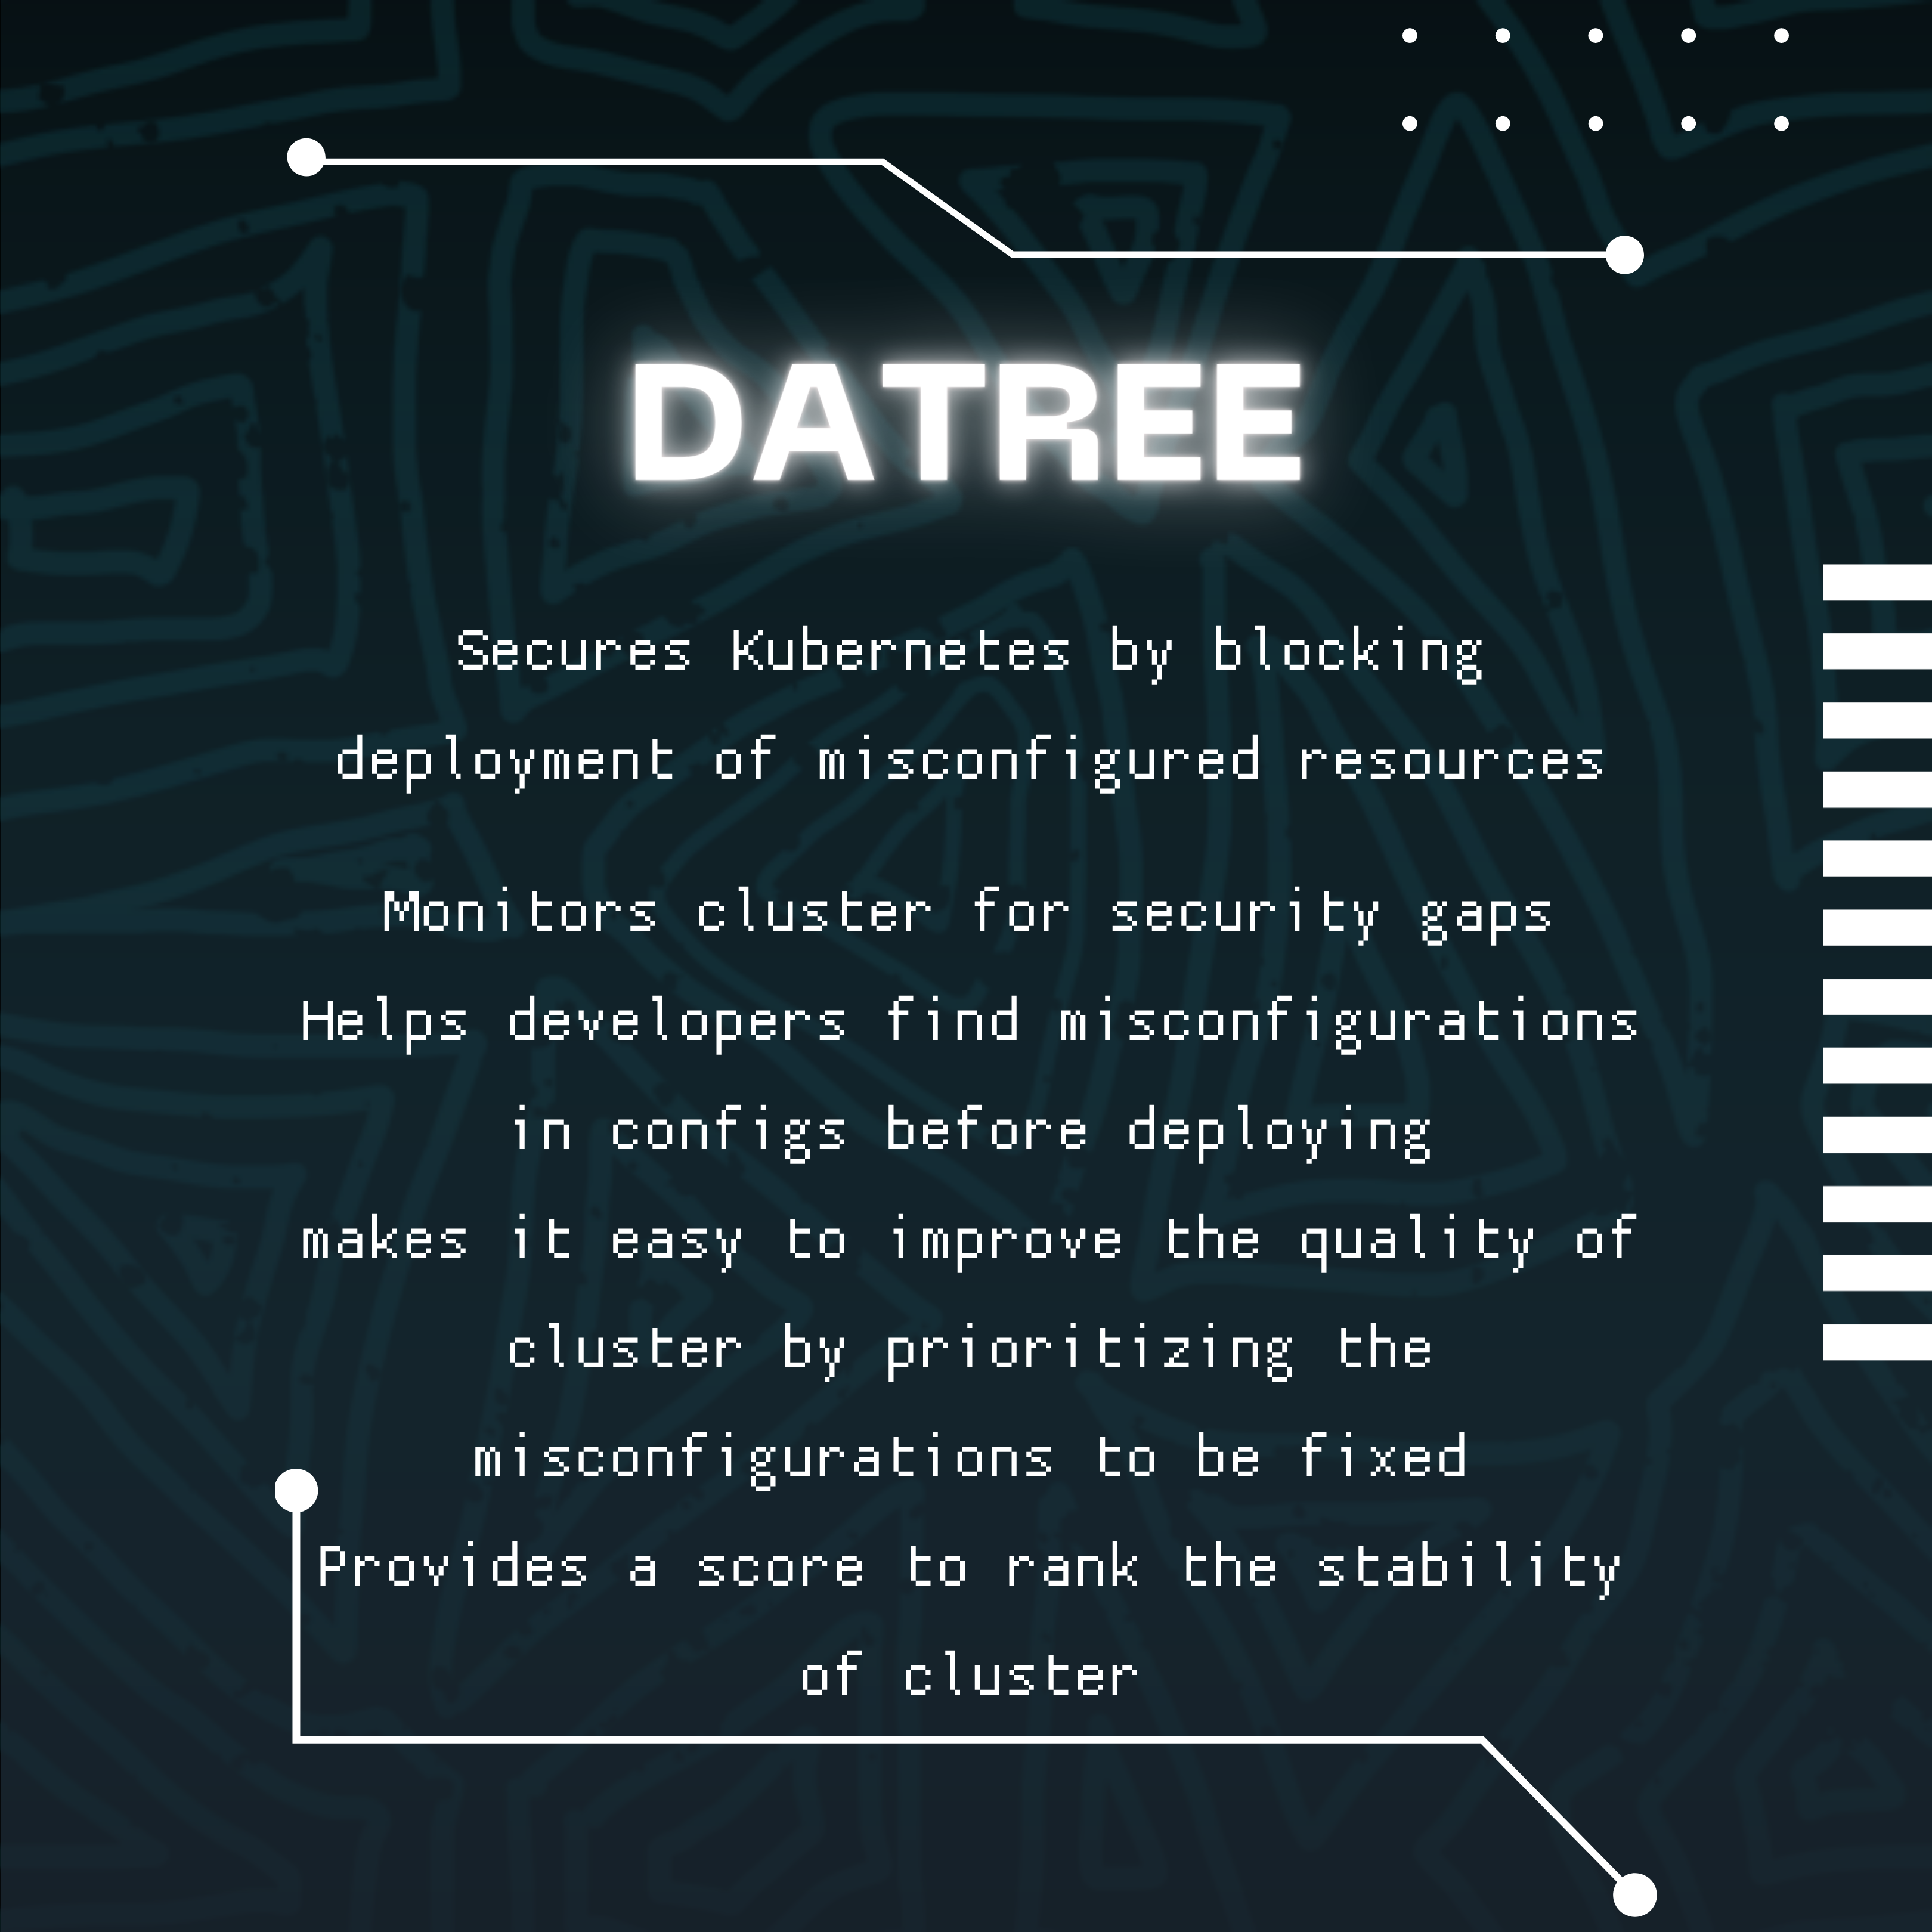 DATREE
Secures Kubernetes by blocking
deployment of misconfigured resources
Monitors cluster for security gaps
Helps developers find misconfigurations
in configs before deploying
makes it easy to improve the quality of
cluster by prioritizing the
misconfigurations to be fixed
Provides a score to rank the stability
of cluster